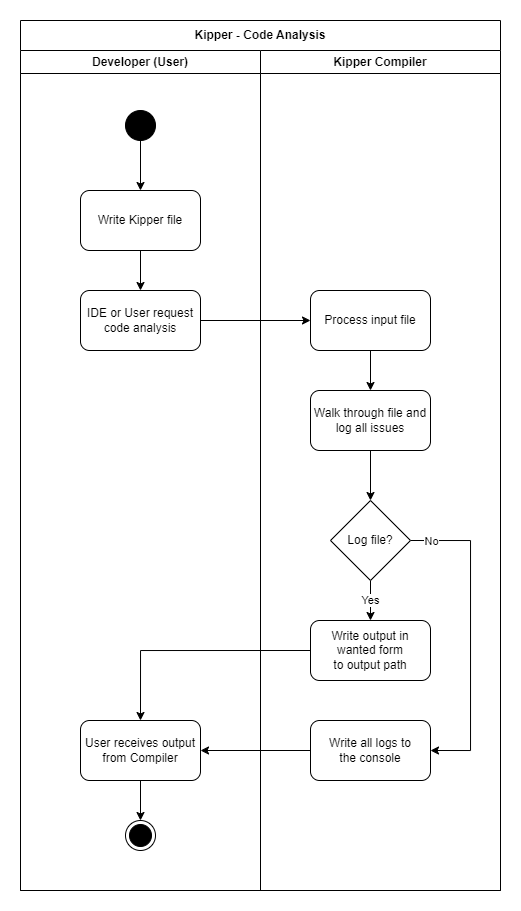 Kipper - Code Analysis
Developer (User)
Kipper Compiler
Write Kipper file
IDE or User request
code analysis
Process input file
Walk through file and
log all issues
Log file?
No
Yes
Write output in
wanted form
to output path
User receives output
from Compiler
Write all logs to
the console